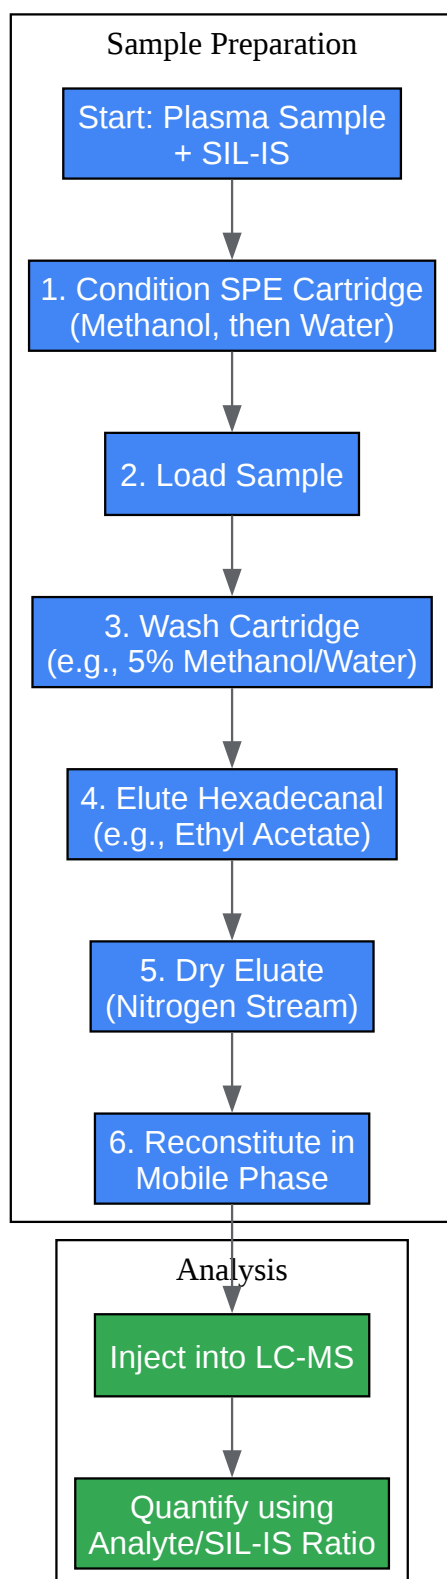 Sample Preparation
Start: Plasma Sample
+ SIL-IS
1. Condition SPE Cartridge
(Methanol, then Water)
2. Load Sample
3. Wash Cartridge
(e.g., 5% Methanol/Water)
4. Elute Hexadecanal
(e.g., Ethyl Acetate)
5. Dry Eluate
(Nitrogen Stream)
6. Reconstitute in
Mobile Phase
Analysis
Inject into LC-MS
Quantify using
Analyte/SIL-IS Ratio